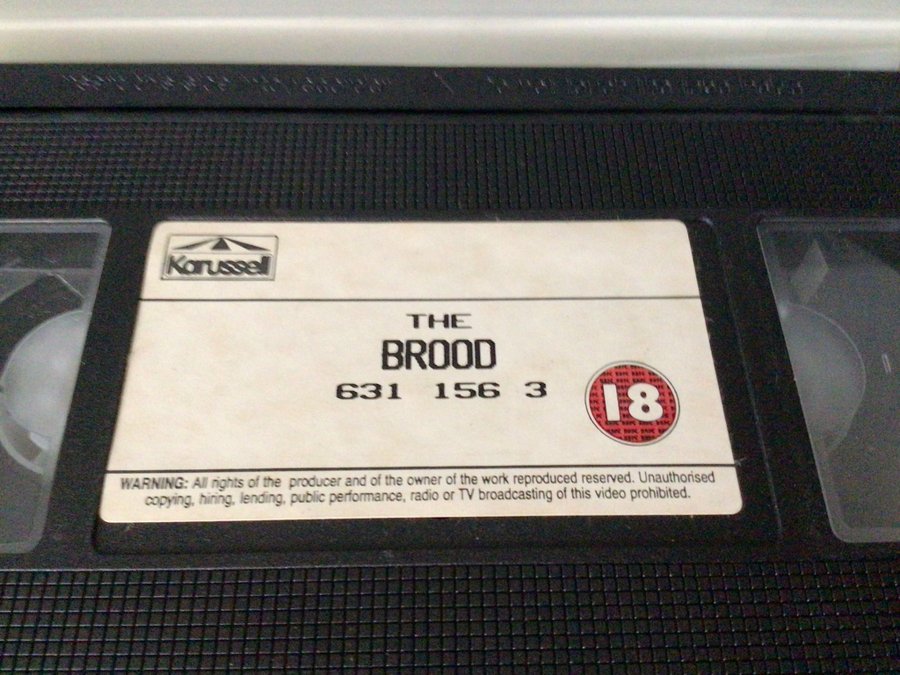 Karussell
THE
BROOD
631 156 3
18
WARNING: All rights of the producer and of the owner of the work reproduced reserved. Unauthorised
copying, hiring, lending, public performance, radio or TV broadcasting of this video prohibited.